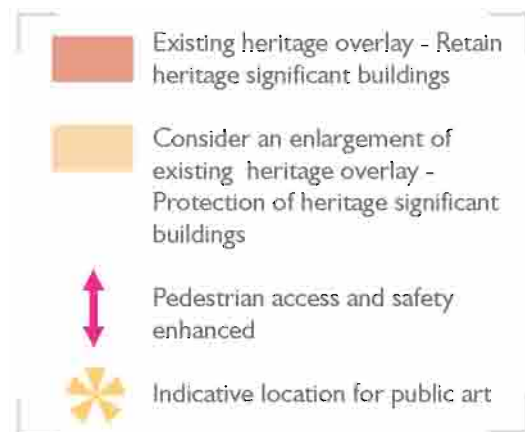 Existing heritage overlay - Retain
heritage significant buildings
Consider an enlargement of
existing heritage overlay -
Protection of heritage significant
buildings
Pedestrian access and safety
enhanced
Indicative location for public art